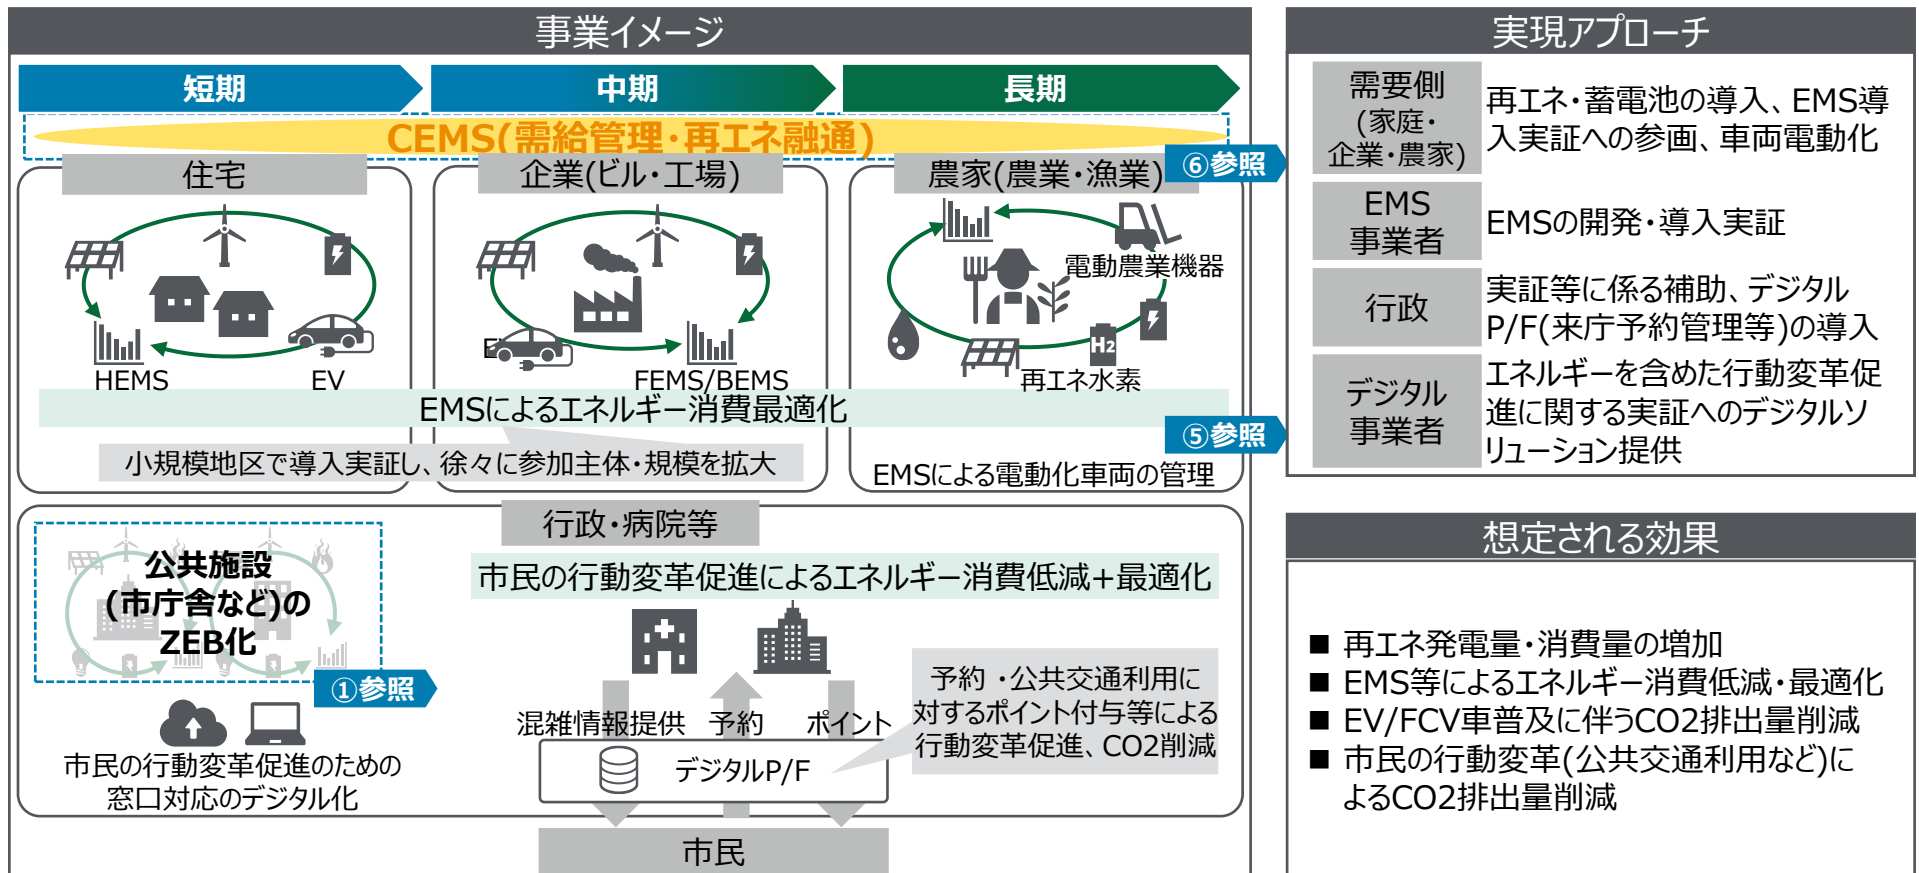 事業イメージ
短期
中期
長期
CEMS(需給管理・再エネ融通)
住宅
HEMS
EV
企業(ビル・工場)
FEMS/BEMS
農家(農業・漁業)
⑥参照
電動農業機器
H2
再エネ水素
EMSによるエネルギー消費最適化
⑤参照
小規模地区で導入実証し、徐々に参加主体・規模を拡大
EMSによる電動化車両の管理
行政・病院等
公共施設
(市庁舎など)の
ZEB化
①参照
市民の行動変革促進のための
窓口対応のデジタル化
市民の行動変革促進によるエネルギー消費低減+最適化
混雑情報提供
予約
ポイント
デジタルP/F
予約・公共交通利用に
対するポイント付与等による
行動変革促進、CO2削減
市民
実現アプローチ
需要側
(家庭・
企業・農家)
再エネ・蓄電池の導入、EMS導
入実証への参画、車両電動化
EMS
事業者
EMSの開発・導入実証
行政
実証等に係る補助、デジタル
P/F(来庁予約管理等)の導入
デジタル
事業者
エネルギーを含めた行動変革促
進に関する実証へのデジタルソ
リューション提供
想定される効果
■ 再エネ発電量・消費量の増加
■ EMS等によるエネルギー消費低減・最適化
■ EV/FCV車普及に伴うCO2排出量削減
■ 市民の行動変革(公共交通利用など)に
よるCO2排出量削減